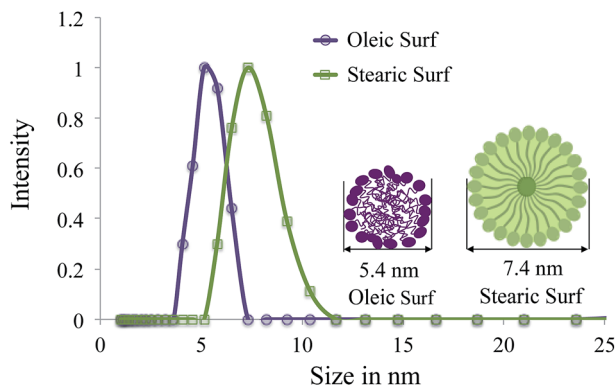 1.2
1
0.8
0.6
0.4
0.2
0
Intensity
Oleic Surf
Stearic Surf
5.4 nm
Oleic Surf
7.4 nm
Stearic Surf
0 5 10 15 20 25
Size in nm